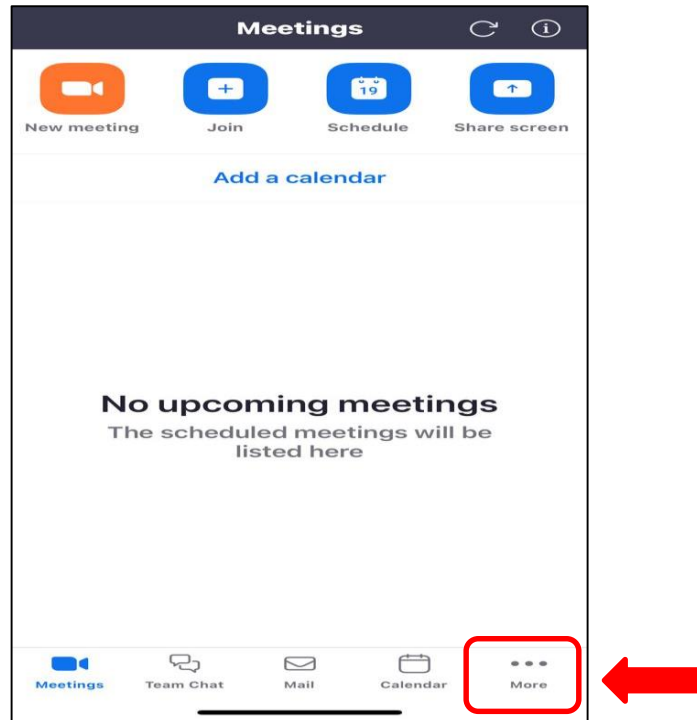 Meetings
New meeting
Join
19
Schedule
Share screen
Add a calendar
No upcoming meetings
The scheduled meetings will be
listed here
Meetings
Team Chat
Mail
Calendar
More